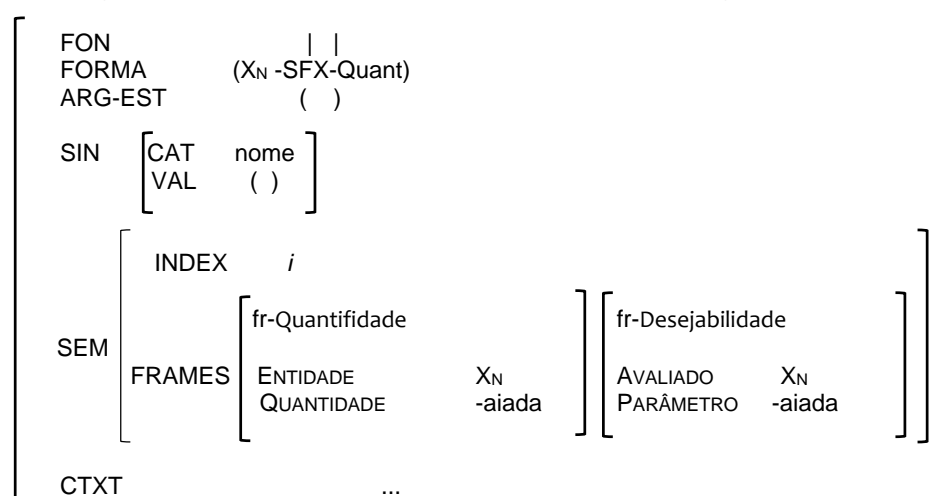 FON | |
FORMA (XN -SFX-Quant)
ARG-EST ( )
SIN CAT nome
VAL ( )
INDEX i
fr-Quantifidade fr-Desejabilidade
SEM
FRAMES ENTIDADE XN AVALIADO XN
QUANTIDADE -aiada PARÂMETRO -aiada
CTXT ...